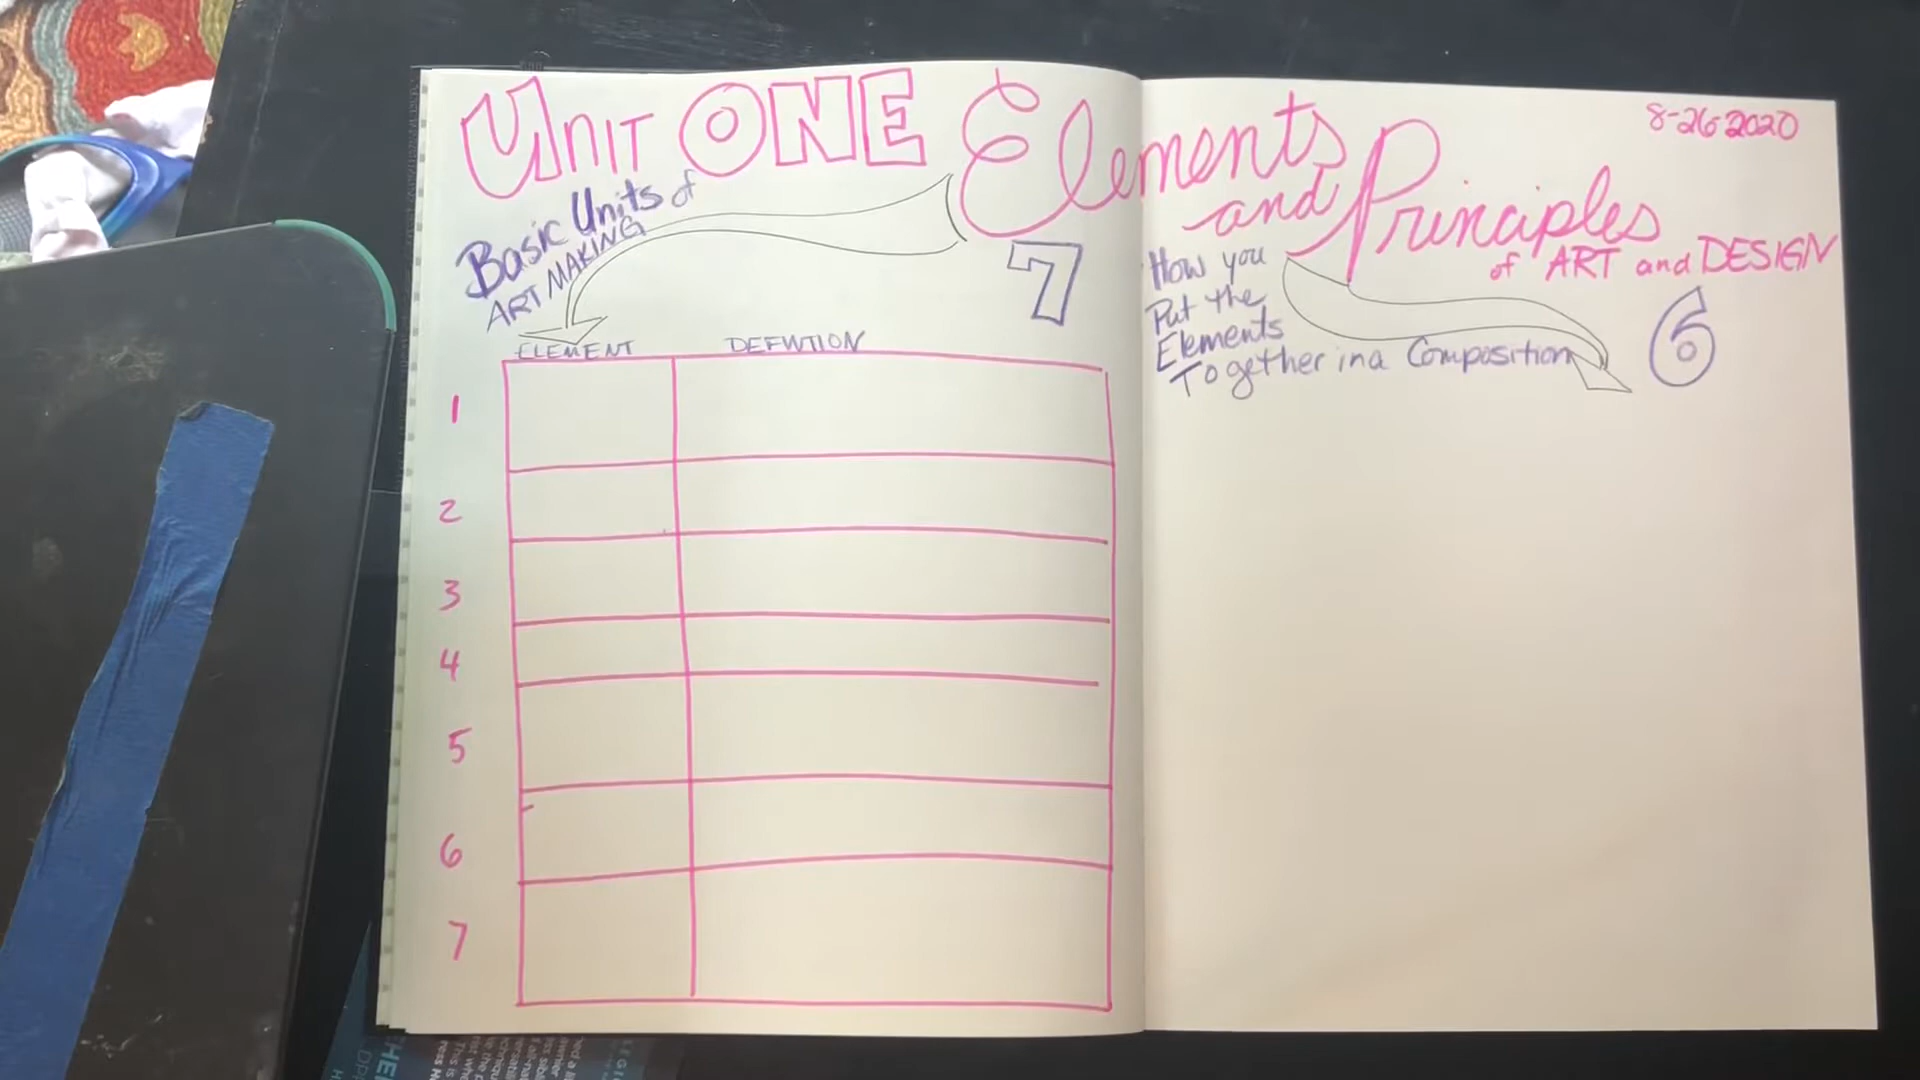 Unit ONE Elements
and Principles
of ART and DESIGN
8-26-2020
Basic Units of
ART MAKING
7
How you
Put the
Elements
Together in a Composition
6
ELEMENT DEFINTION
1
2
3
4
5
6
7